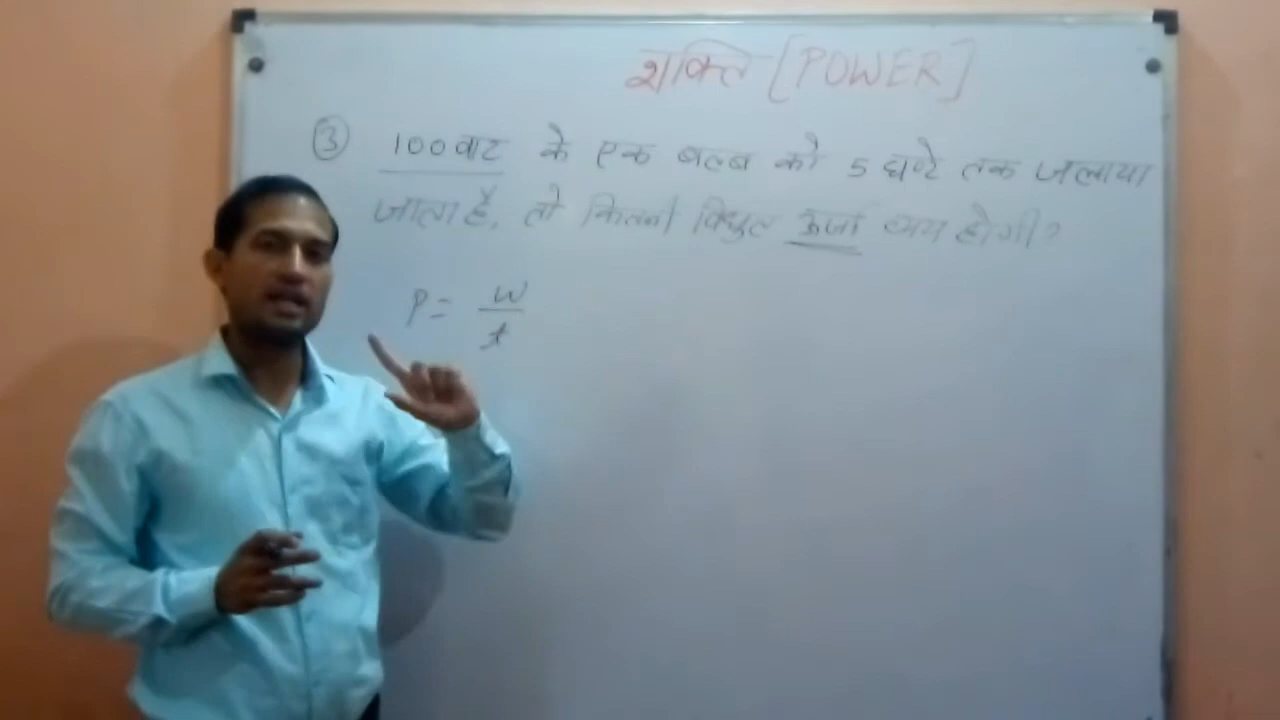 शक्ति [POWER]
③ 100 वाट के एक बल्ब को 5 घण्टे तक जलाया
जाता है, तो कितनी विधुत ऊर्जा व्यय होगी?
P = W/t